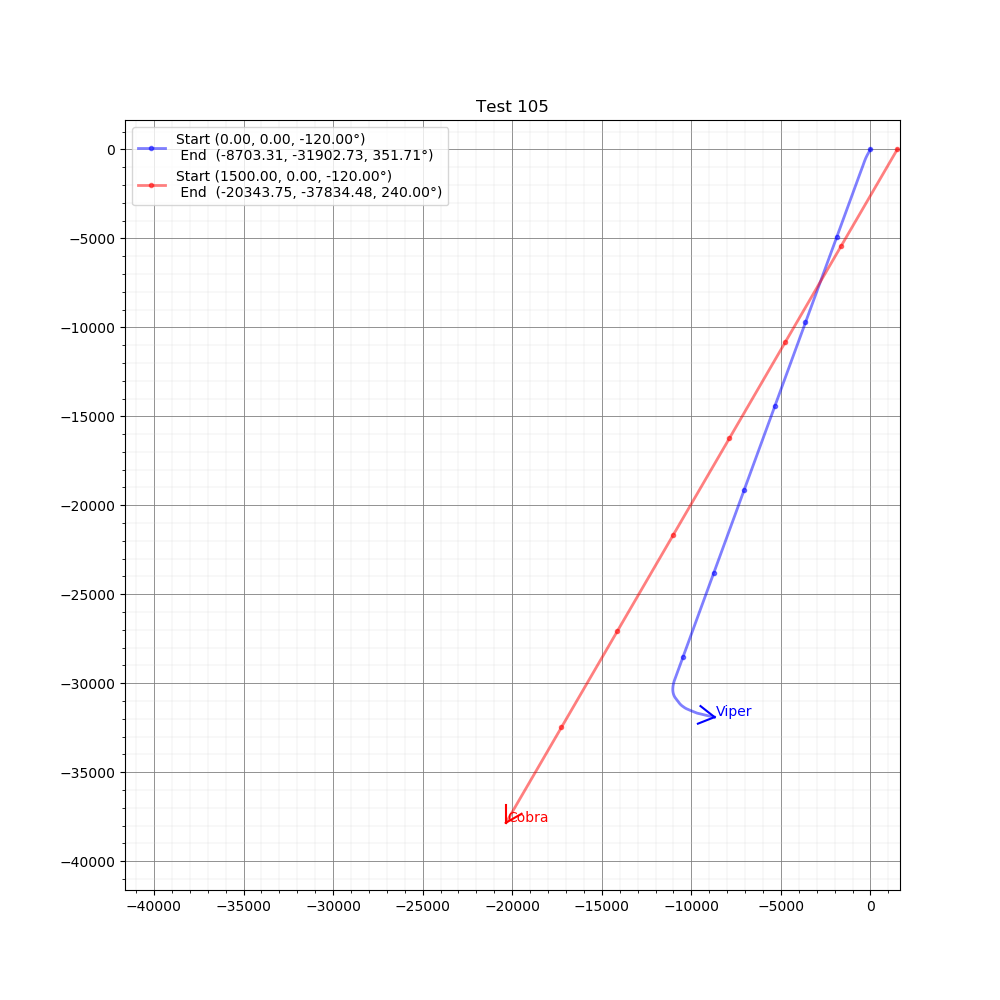 Test 105
Start (0.00, 0.00, -120.00°)
End  (-8703.31, -31902.73, 351.71°)
Start (1500.00, 0.00, -120.00°)
End  (-20343.75, -37834.48, 240.00°)
0
−5000
−10000
−15000
−20000
−25000
−30000
−35000
−40000
Viper
Cobra
−40000 −35000 −30000 −25000 −20000 −15000 −10000 −5000 0